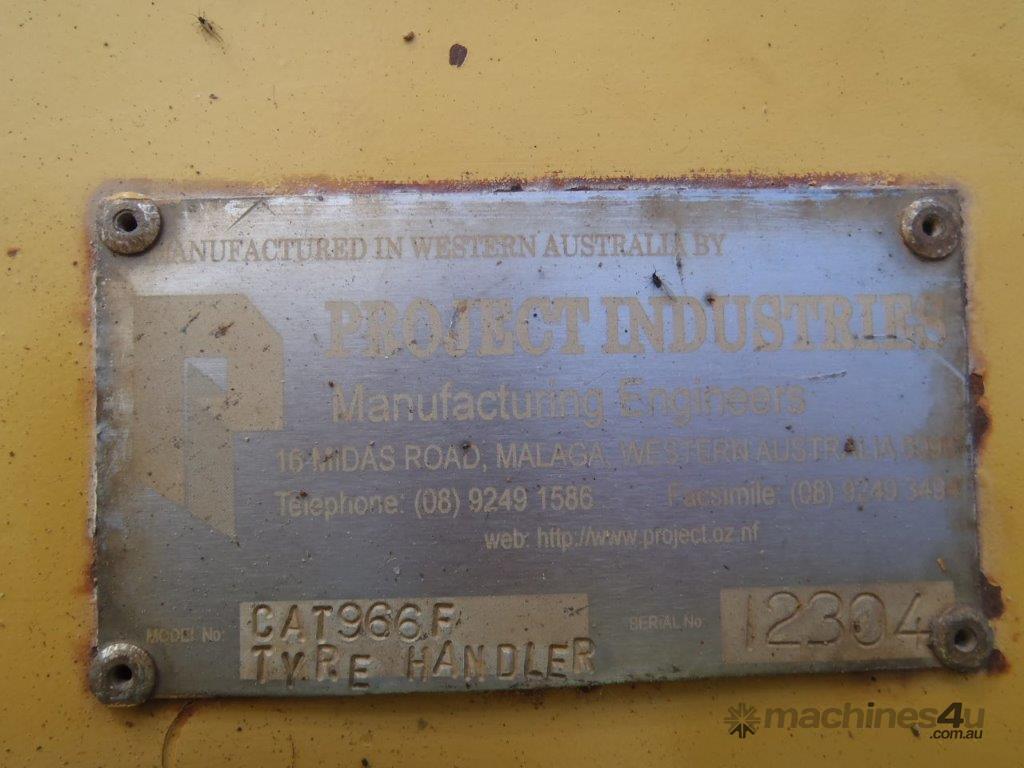 MANUFACTURED IN WESTERN AUSTRALIA BY
PROJECT INDUSTRIES
Manufacturing Engineers
16 MIDAS ROAD, MALAGA, WESTERN AUSTRALIA,
Telephone: (08) 9249 1586 Facsimile: (08) 9249 3494
web: http://www.project.oz.nf
MODEL No: CAT966F SERIAL No: 12304
TYRE HANDLER
machines4u
.com.au